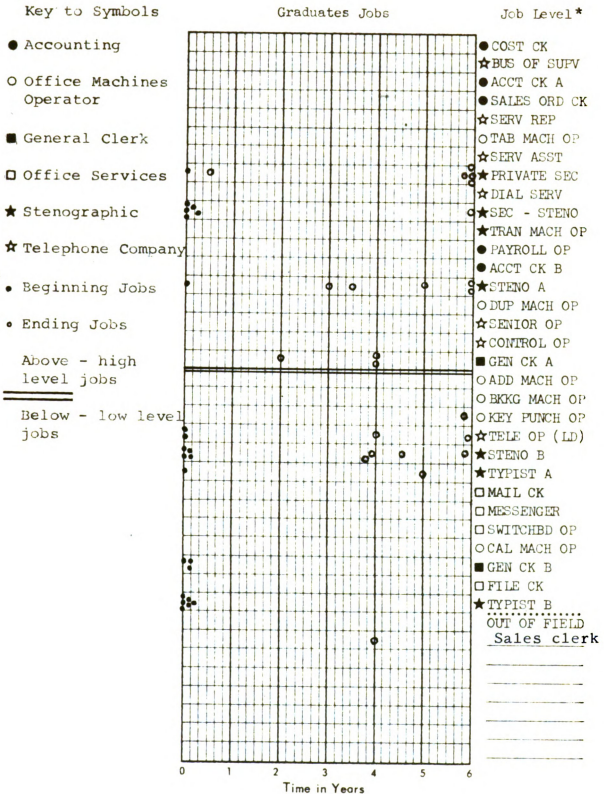 Key to Symbols
Graduates Jobs
Job Level*
Accounting
Office Machines
Operator
General Clerk
Office Services
Stenographic
Telephone Company
Beginning Jobs
Ending Jobs
Above - high
level jobs
Below - low level
jobs
COST CK
BUS OF SUPV
ACCT CK A
SALES ORD CK
SERV REP
TAB MACH OP
SERV ASST
PRIVATE SEC
DIAL SERV
SEC - STENO
TRAN MACH OP
PAYROLL OP
ACCT CK B
STENO A
DUP MACH OP
SENIOR OP
CONTROL OP
GEN CK A
ADD MACH OP
BKKG MACH OP
KEY PUNCH OP
TELE OP (LD)
STENO B
TYPIST A
MAIL CK
MESSENGER
SWITCHBD OP
CAL MACH OP
GEN CK B
FILE CK
TYPIST B
OUT OF FIELD
Sales clerk
0 1 2 3 4 5 6
Time in Years